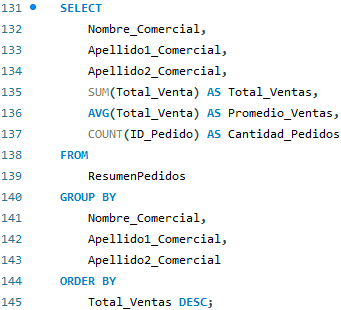 131 SELECT
132 Nombre_Comercial,
133 Apellido1_Comercial,
134 Apellido2_Comercial,
135 SUM(Total_Venta) AS Total_Ventas,
136 AVG(Total_Venta) AS Promedio_Ventas,
137 COUNT(ID_Pedido) AS Cantidad_Pedidos
138 FROM
139 ResumenPedidos
140 GROUP BY
141 Nombre_Comercial,
142 Apellido1_Comercial,
143 Apellido2_Comercial
144 ORDER BY
145 Total_Ventas DESC;